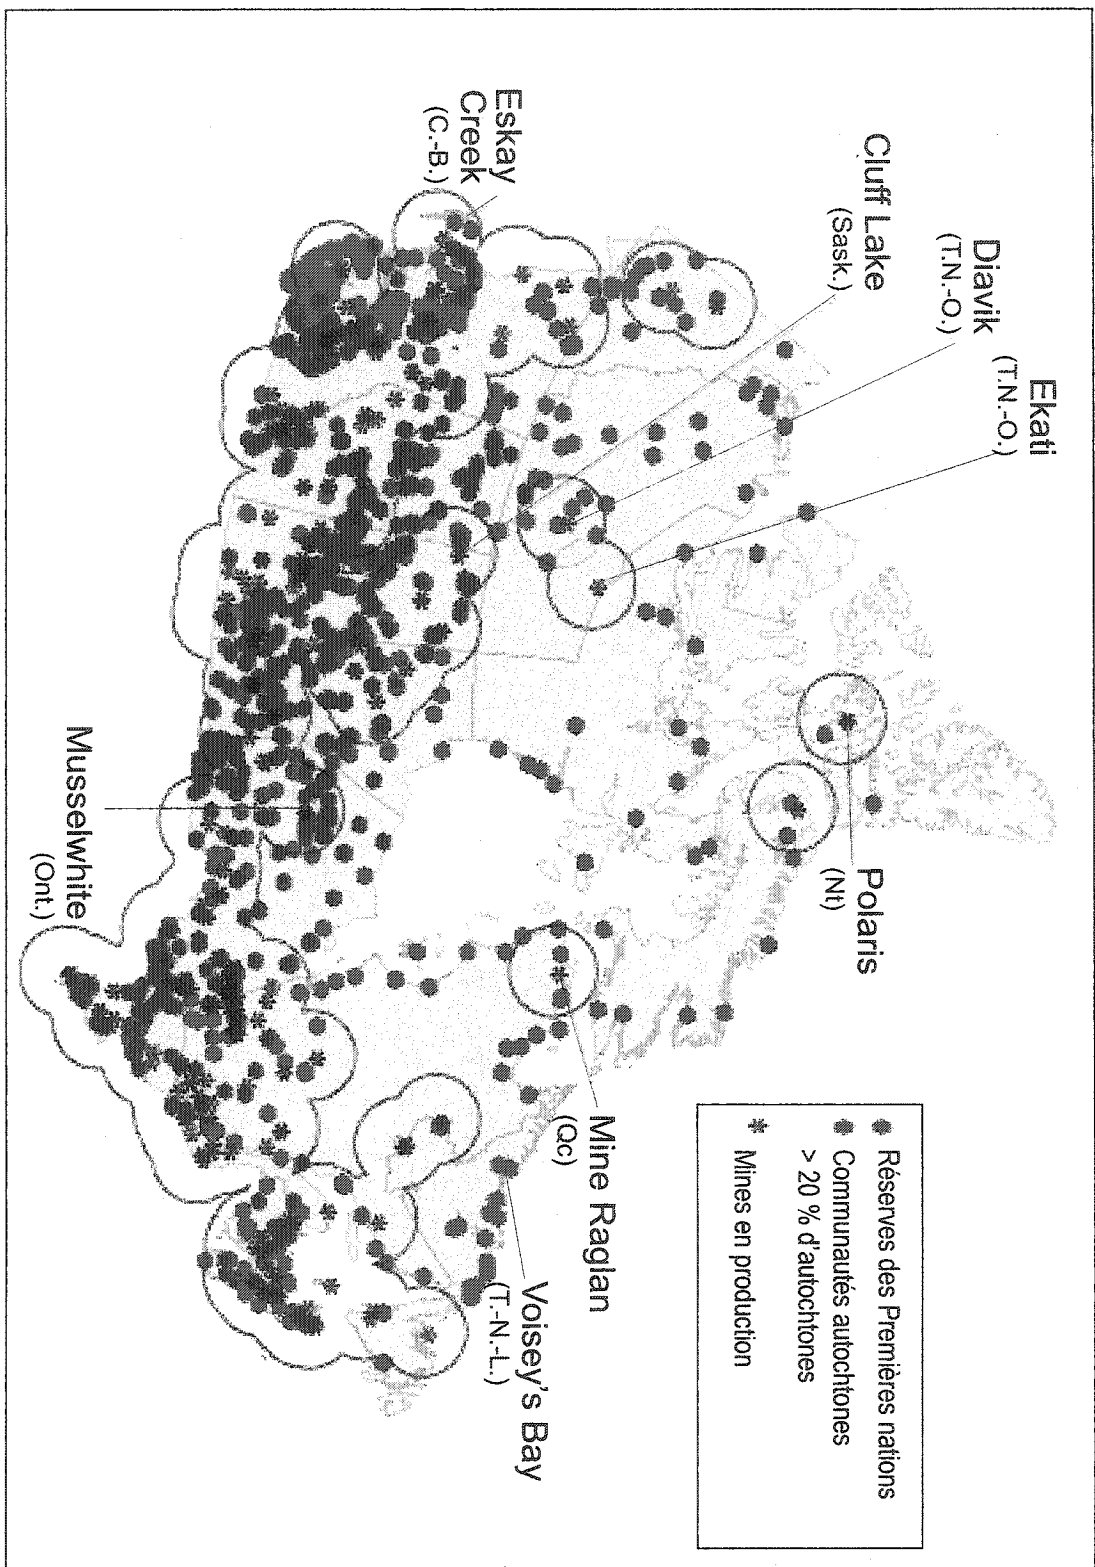 Eskay
Creek
(C.-B.)
Cluff Lake
(Sask.)
Diavik
(T.N.-O.)
Ekati
(T.N.-O.)
Polaris
(Nt)
Mine Raglan
(Qc)
Voisey's Bay
(T.-N.-L.)
Musselwhite
(Ont.)
Réserves des Premières nations
Communautés autochtones
> 20 % d'autochtones
Mines en production